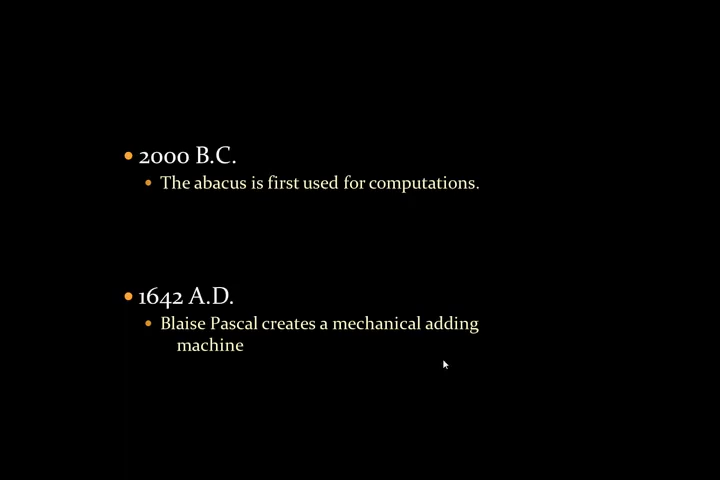 2000 B.C.
The abacus is first used for computations.
1642 A.D.
Blaise Pascal creates a mechanical adding
machine